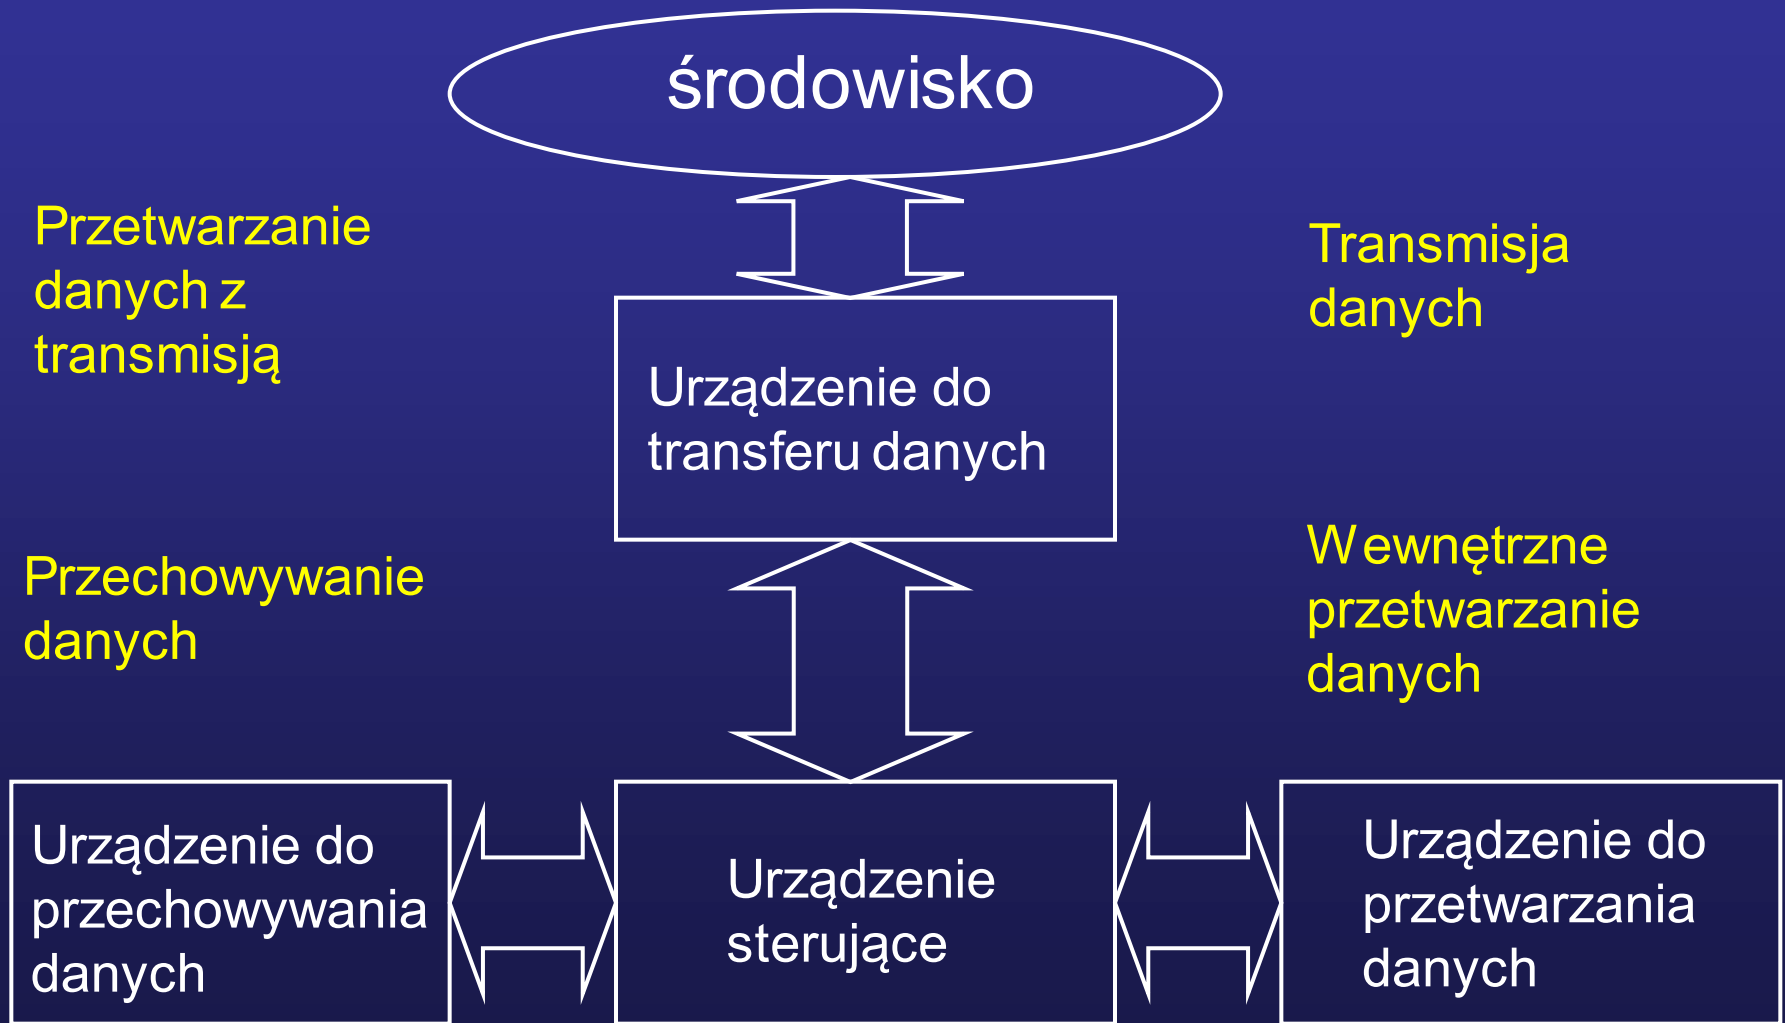 środowisko
Przetwarzanie
danych z
transmisją
Transmisja
danych
Urządzenie do
transferu danych
Przechowywanie
danych
Wewnętrzne
przetwarzanie
danych
Urządzenie do
przechowywania
danych
Urządzenie
sterujące
Urządzenie do
przetwarzania
danych